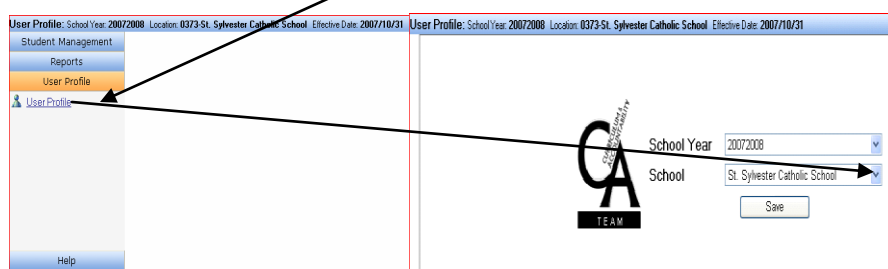 User Profile: School Year: 20072008 Location: 0373-St. Sylvester Catholic School Effective Date: 2007/10/31
Student Management
Reports
User Profile
User Profile
Help
User Profile: School Year: 20072008 Location: 0373-St. Sylvester Catholic School Effective Date: 2007/10/31
CURRICULUM &
ACCOUNTABILITY
CA
TEAM
School Year 20072008
School St. Sylvester Catholic School
Save